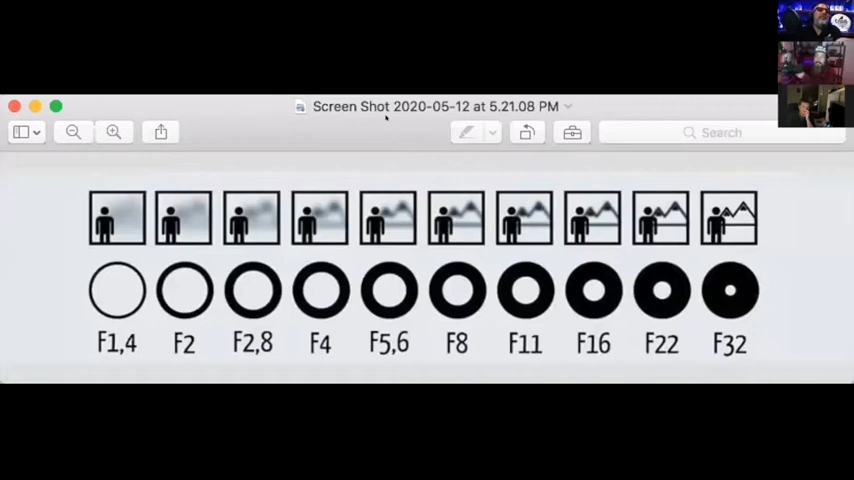 Screen Shot 2020-05-12 at 5.21.08 PM
Search
F1,4 F2 F2,8 F4 F5,6 F8 F11 F16 F22 F32